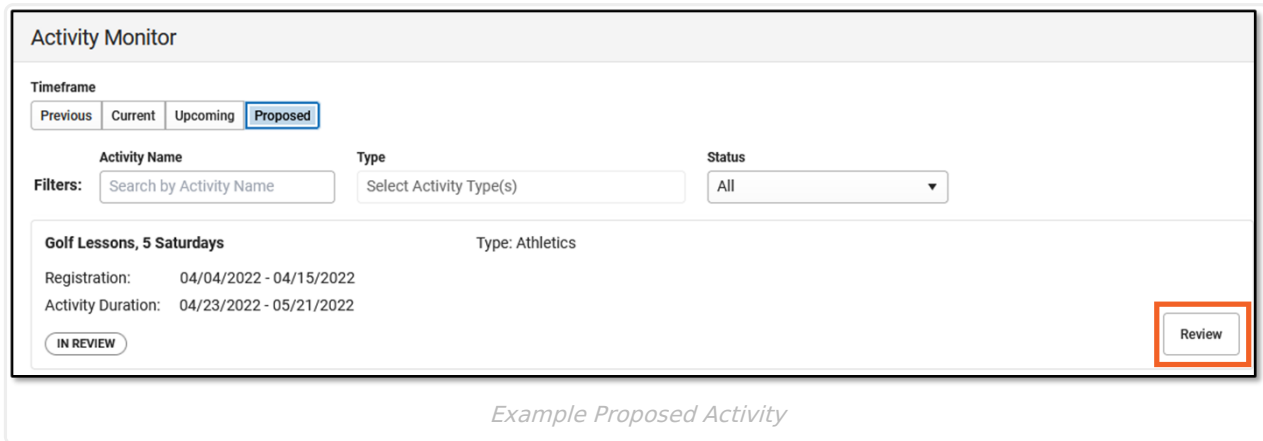 Activity Monitor
Timeframe
Previous Current Upcoming Proposed
Activity Name Type Status
Filters: Search by Activity Name Select Activity Type(s) All
Golf Lessons, 5 Saturdays Type: Athletics
Registration: 04/04/2022 - 04/15/2022
Activity Duration: 04/23/2022 - 05/21/2022
IN REVIEW Review
Example Proposed Activity